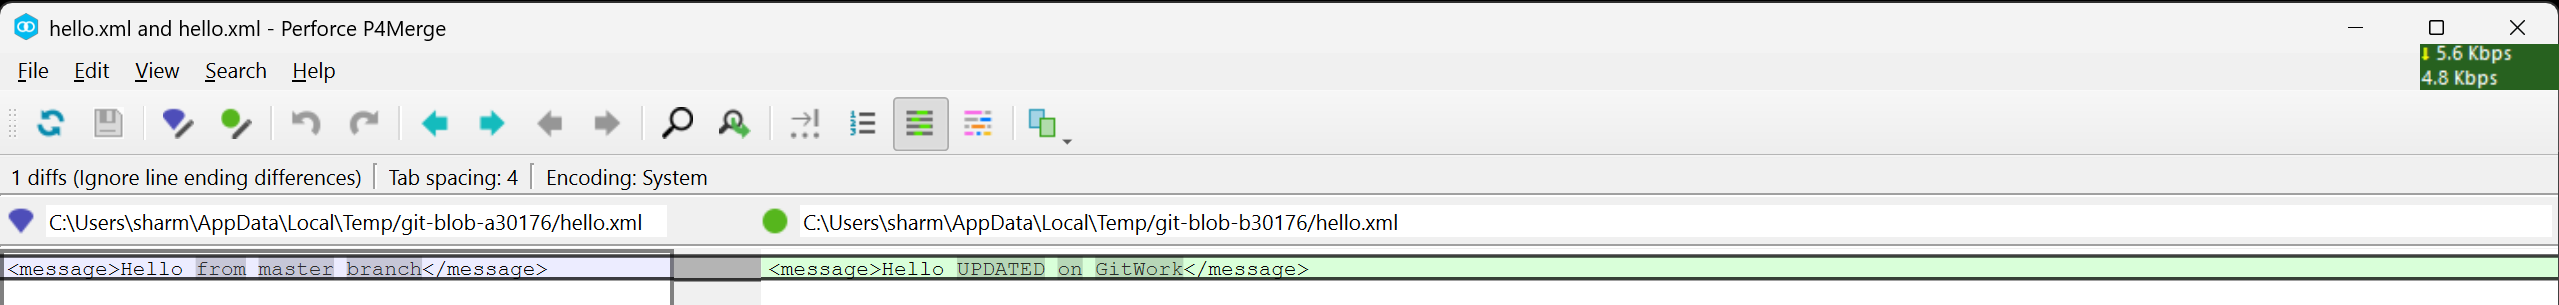 hello.xml and hello.xml - Perforce P4Merge
File Edit View Search Help
5.6 Kbps
4.8 Kbps
1 diffs (Ignore line ending differences) Tab spacing: 4 Encoding: System
C:\Users\sharm\AppData\Local\Temp/git-blob-a30176/hello.xml C:\Users\sharm\AppData\Local\Temp/git-blob-b30176/hello.xml
<message>Hello from master branch</message> <message>Hello UPDATED on GitWork</message>